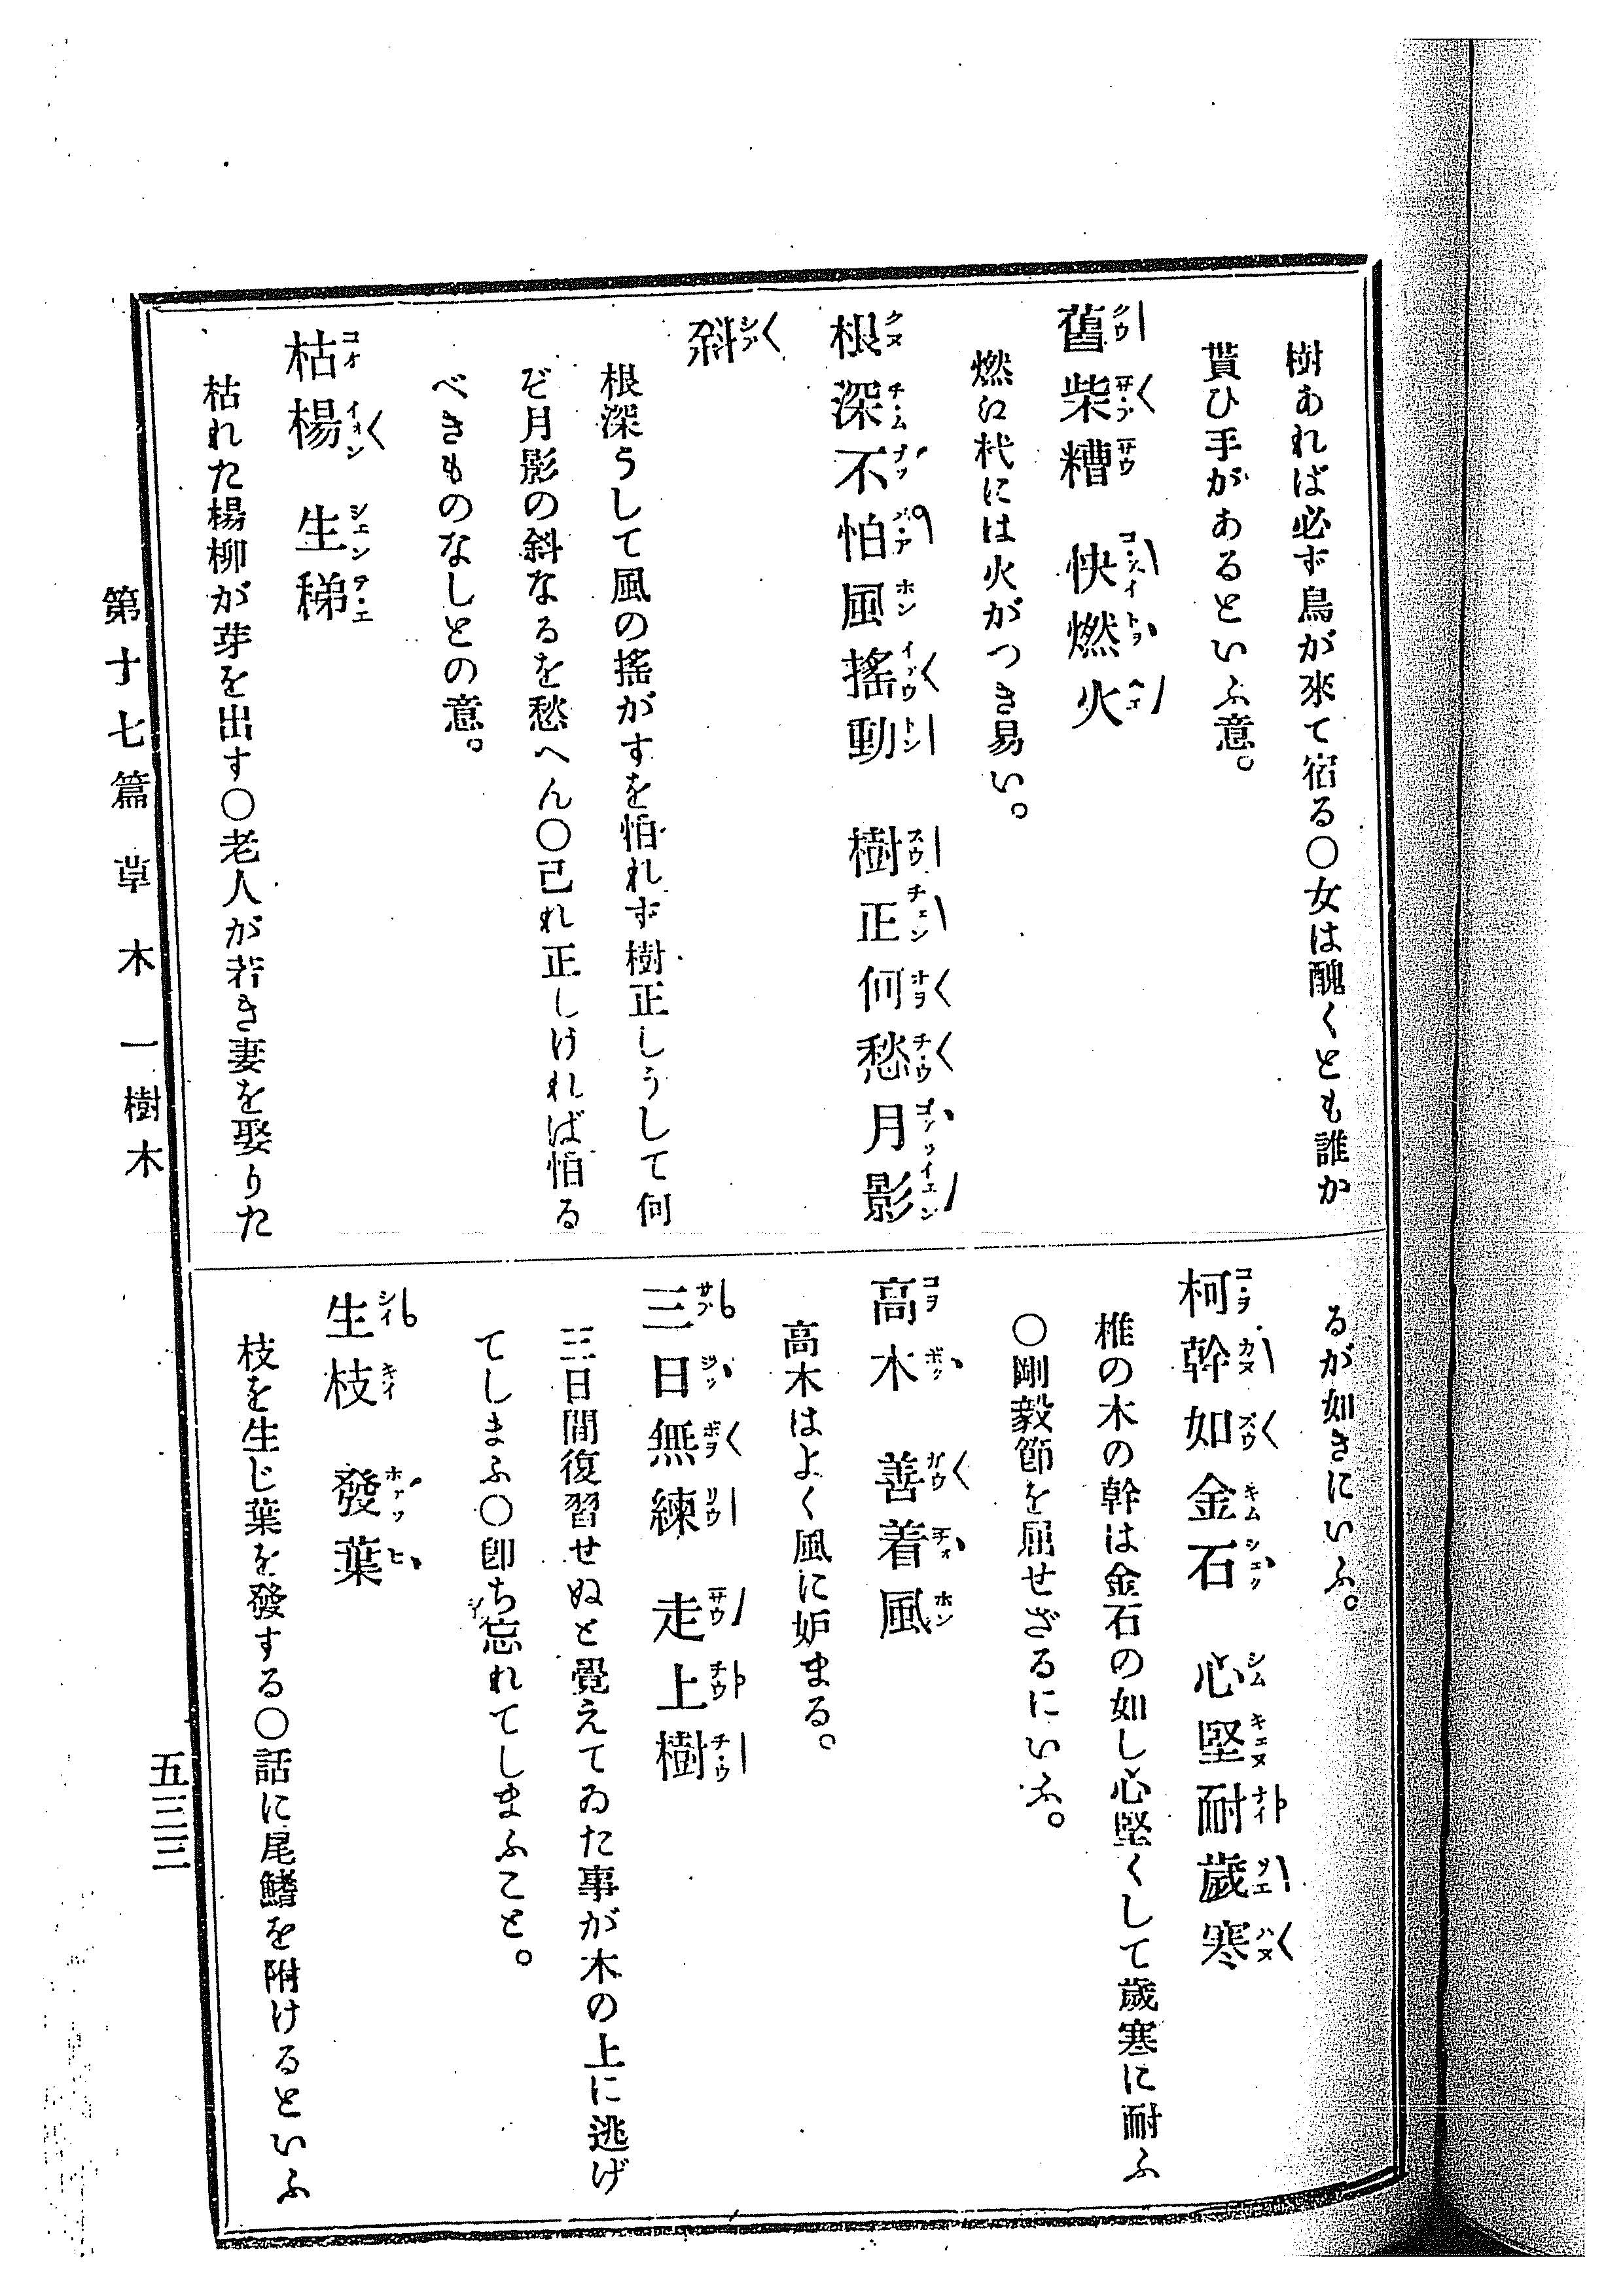 樹あれば必ず鳥が來て宿る〇女は醜くとも誰か
貰ひ手があるといふ意。
舊柴糟 快燃火
燃え杙には火がつき易い。
根深不怕風搖動 樹正何愁月影
斜
根深うして風の搖がすを怕れず樹正しうして何
ぞ月影の斜なるを愁へん〇己れ正しければ怕る
べきものなしとの意。
枯楊 生稊
枯れた楊柳が芽を出す〇老人が若き妻を娶りた
るが如きにいふ。
柯幹如金石 心堅耐歲寒
椎の木の幹は金石の如し心堅くして歲寒に耐ふ
〇剛毅節を屈せざるにいふ。
高木 善着風
高木はよく風に妒まる。
三日無練 走上樹
三日間復習せぬと覺えてゐた事が木の上に逃げ
てしまふ〇卽ち忘れてしまふこと。
生枝 發葉
枝を生じ葉を發する〇話に尾鰭を附けるといふ
第十七篇 草木 一樹木
五三三